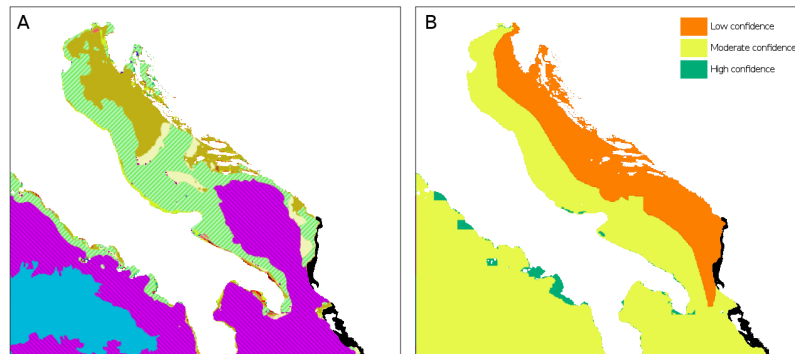 A
B
Low confidence
Moderate confidence
High confidence